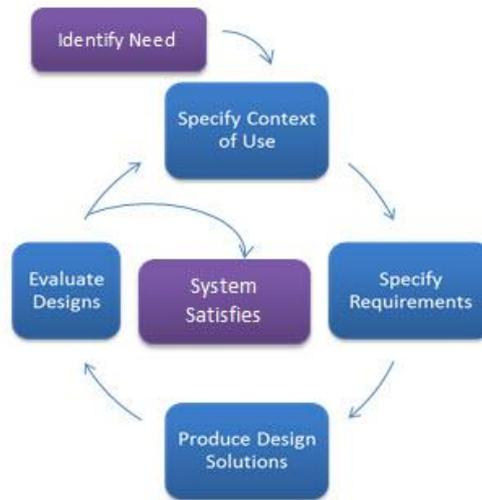 Identify Need
Specify Context
of Use
Evaluate
Designs
System
Satisfies
Specify
Requirements
Produce Design
Solutions